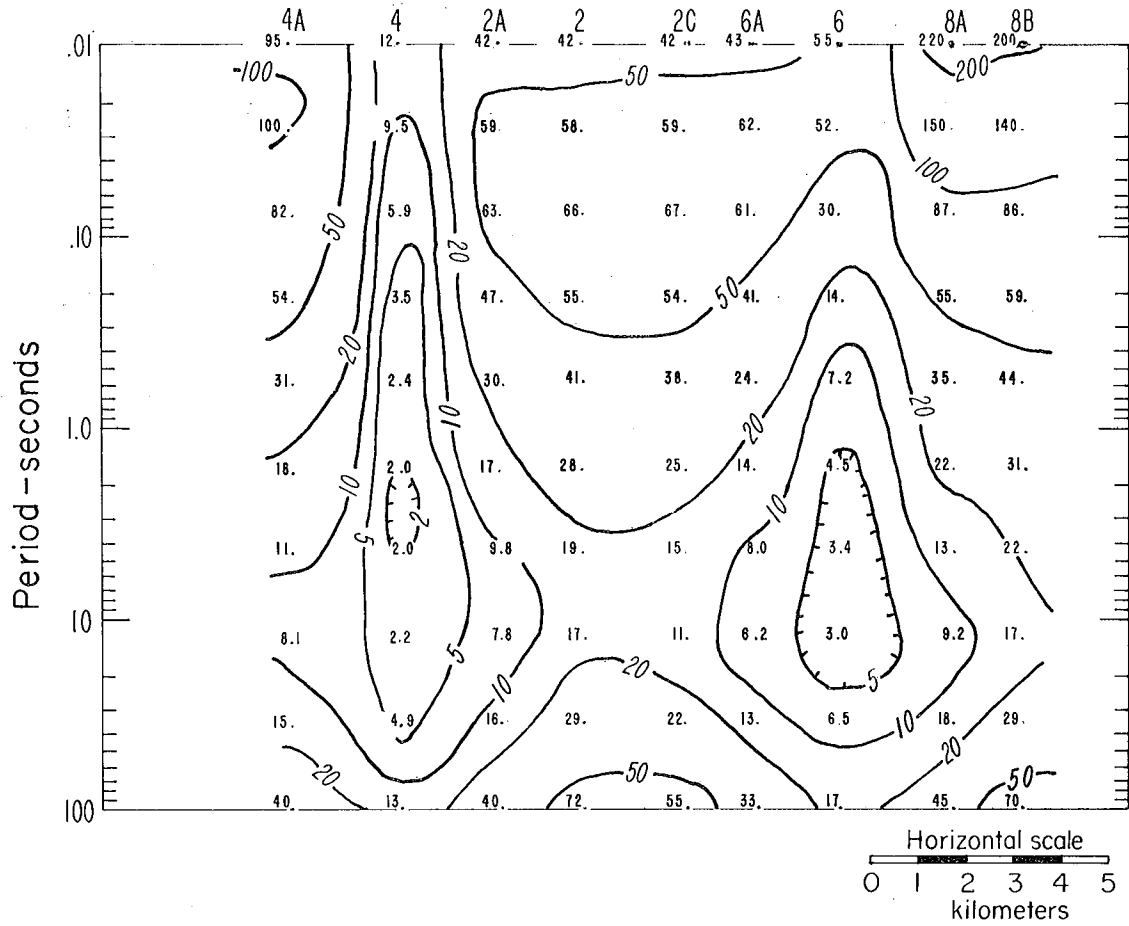 4A 4 2A 2 2C 6A 6 8A 8B
.01 95. 12. 42. 42. 42. 43. 55. 220. 200.
100 50 200
100. 9.5 59. 58. 59. 62. 52. 150. 140.
100
82. 5.9 63. 66. 67. 61. 30. 87. 86.
50
.10 20
54. 3.5 47. 55. 54. 50 41. 14. 55. 59.
20
31. 2.4 30. 41. 38. 24. 7.2 35. 44.
20
1.0 10 20
18. 2.0 17. 28. 25. 14. 4.5 22. 31.
10 10
5 2
11. 2.0 9.8 19. 15. 8.0 3.4 13. 22.
10
8.1 2.2 7.8 17. 11. 6.2 3.0 9.2 17.
5 20
10 5
15. 4.9 16. 29. 22. 13. 6.5 10 18. 29.
20
20 50 50
100 40. 13. 40. 72. 55. 33. 17. 45. 70.
Period-seconds
Horizontal scale
0 1 2 3 4 5
kilometers